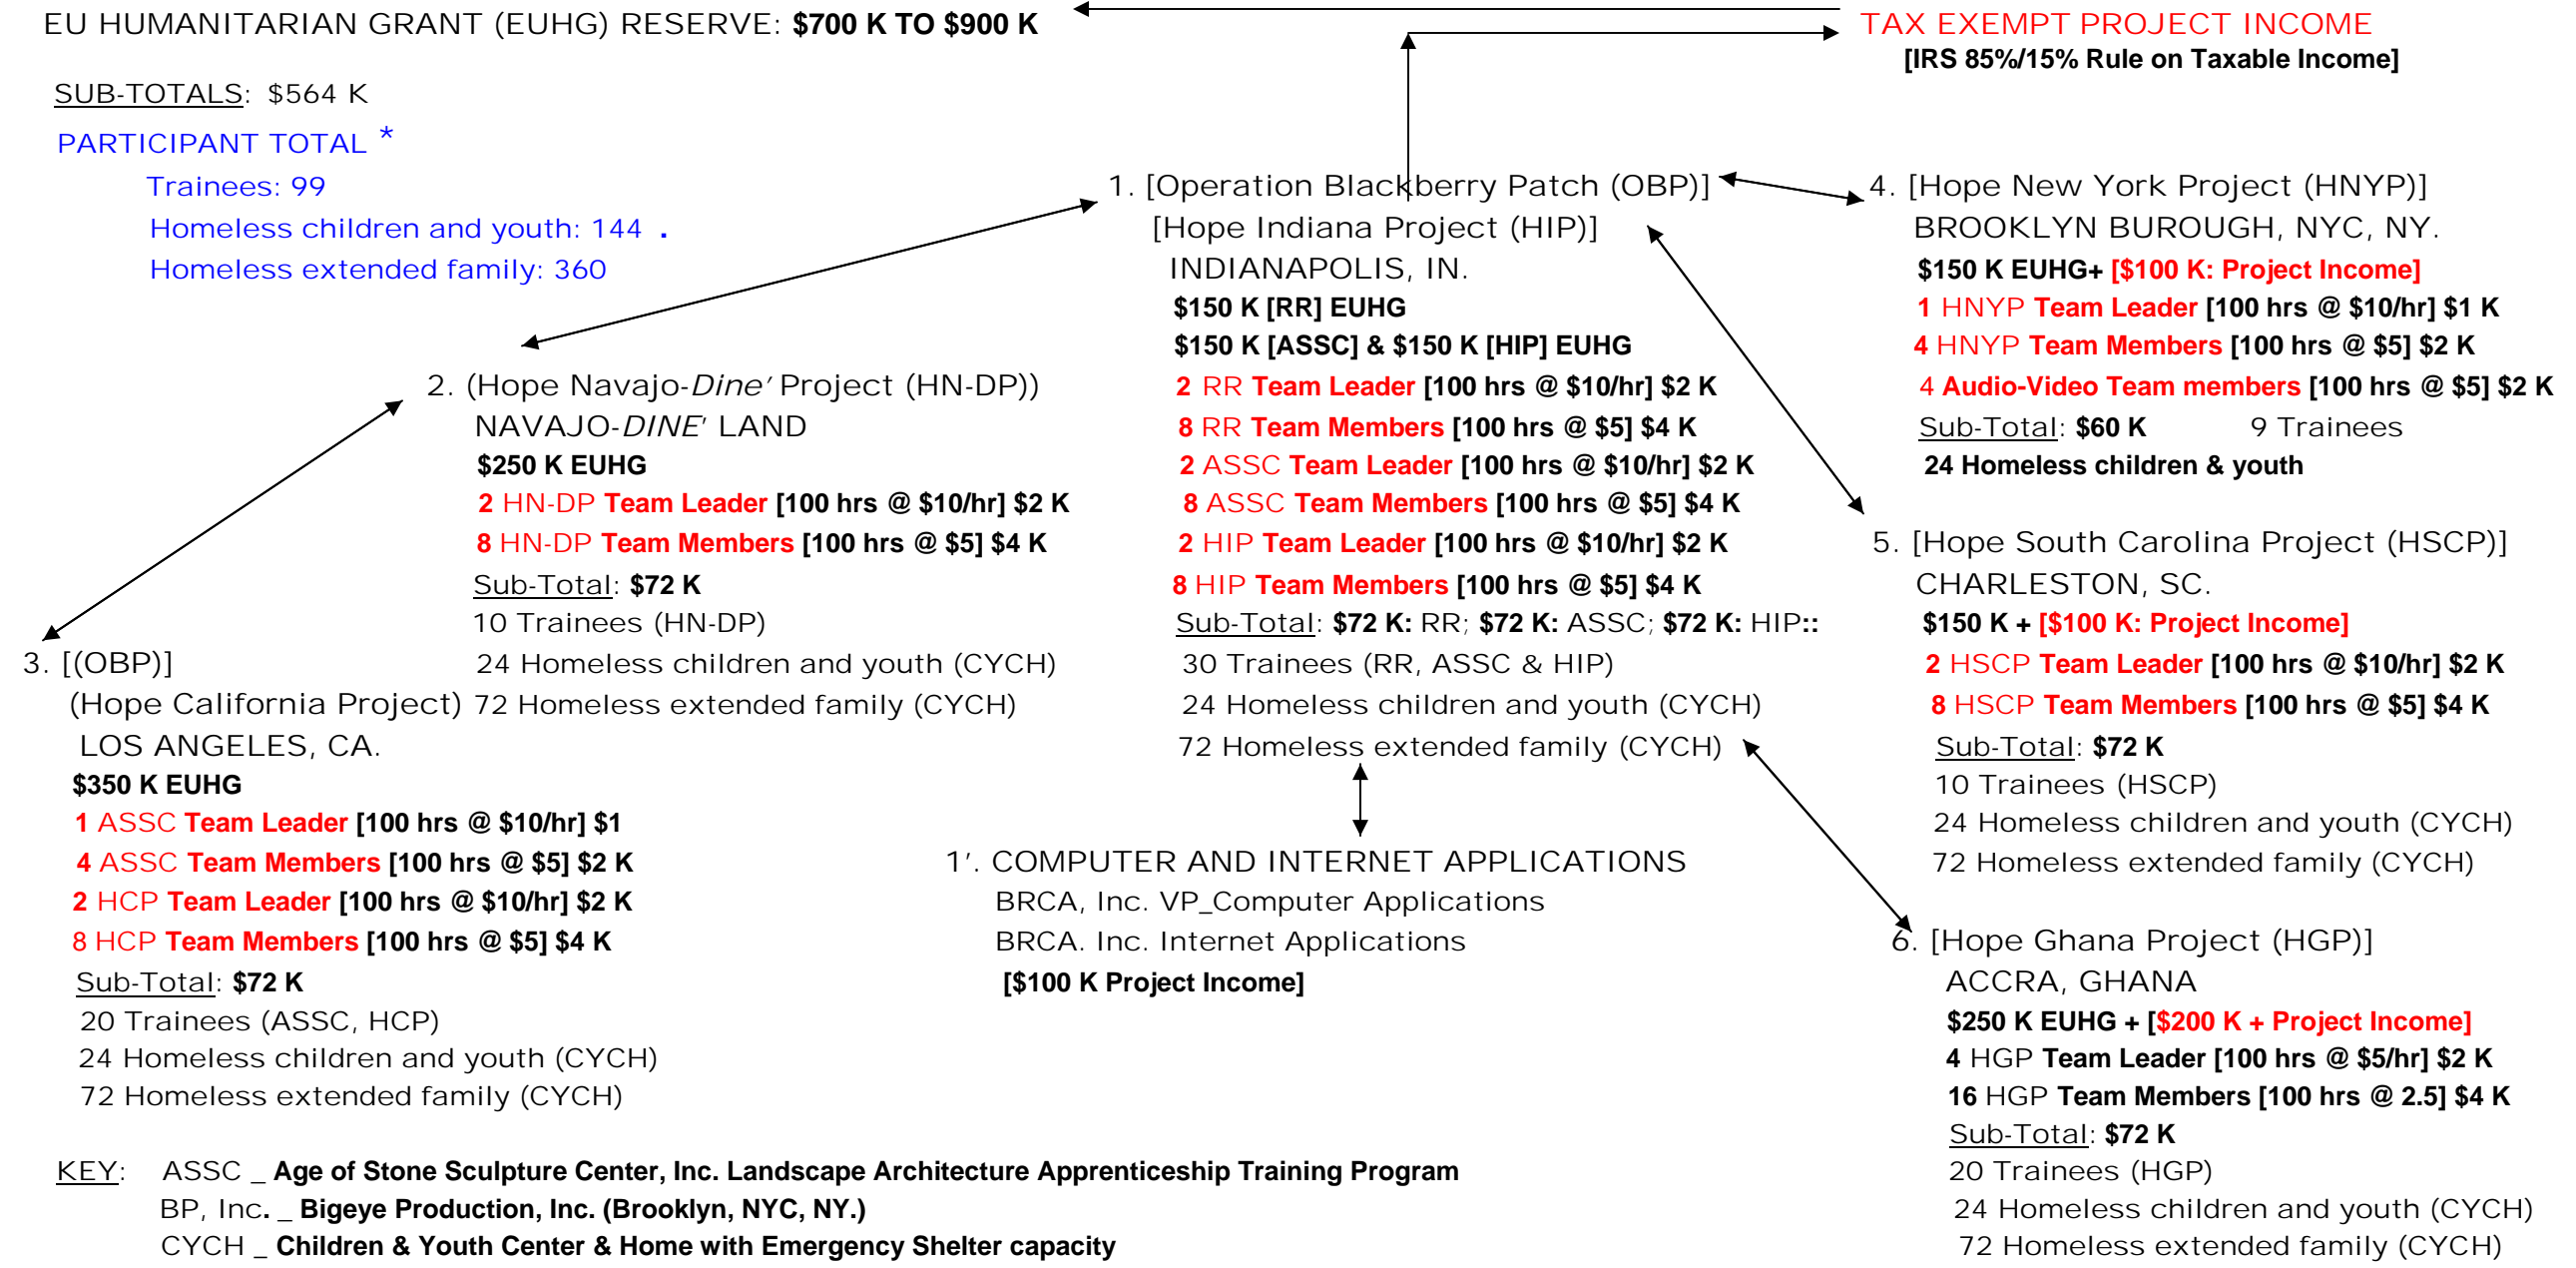 EU HUMANITARIAN GRANT (EUHG) RESERVE: $700 K TO $900 K
TAX EXEMPT PROJECT INCOME
[IRS 85%/15% Rule on Taxable Income]
SUB-TOTALS: $564 K
PARTICIPANT TOTAL *
Trainees: 99
Homeless children and youth: 144 .
Homeless extended family: 360
1. [Operation Blackberry Patch (OBP)]
[Hope Indiana Project (HIP)]
INDIANAPOLIS, IN.
$150 K [RR] EUHG
$150 K [ASSC] & $150 K [HIP] EUHG
2 RR Team Leader [100 hrs @ $10/hr] $2 K
8 RR Team Members [100 hrs @ $5] $4 K
2 ASSC Team Leader [100 hrs @ $10/hr] $2 K
8 ASSC Team Members [100 hrs @ $5] $4 K
2 HIP Team Leader [100 hrs @ $10/hr] $2 K
8 HIP Team Members [100 hrs @ $5] $4 K
Sub-Total: $72 K: RR; $72 K: ASSC; $72 K: HIP::
30 Trainees (RR, ASSC & HIP)
24 Homeless children and youth (CYCH)
72 Homeless extended family (CYCH)
1'. COMPUTER AND INTERNET APPLICATIONS
BRCA, Inc. VP_Computer Applications
BRCA. Inc. Internet Applications
[$100 K Project Income]
2. (Hope Navajo-Dine' Project (HN-DP))
NAVAJO-DINE' LAND
$250 K EUHG
2 HN-DP Team Leader [100 hrs @ $10/hr] $2 K
8 HN-DP Team Members [100 hrs @ $5] $4 K
Sub-Total: $72 K
10 Trainees (HN-DP)
24 Homeless children and youth (CYCH)
72 Homeless extended family (CYCH)
3. [(OBP)]
(Hope California Project)
LOS ANGELES, CA.
$350 K EUHG
1 ASSC Team Leader [100 hrs @ $10/hr] $1
4 ASSC Team Members [100 hrs @ $5] $2 K
2 HCP Team Leader [100 hrs @ $10/hr] $2 K
8 HCP Team Members [100 hrs @ $5] $4 K
Sub-Total: $72 K
20 Trainees (ASSC, HCP)
24 Homeless children and youth (CYCH)
72 Homeless extended family (CYCH)
4. [Hope New York Project (HNYP)]
BROOKLYN BUROUGH, NYC, NY.
$150 K EUHG+ [$100 K: Project Income]
1 HNYP Team Leader [100 hrs @ $10/hr] $1 K
4 HNYP Team Members [100 hrs @ $5] $2 K
4 Audio-Video Team members [100 hrs @ $5] $2 K
Sub-Total: $60 K 9 Trainees
24 Homeless children & youth
5. [Hope South Carolina Project (HSCP)]
CHARLESTON, SC.
$150 K + [$100 K: Project Income]
2 HSCP Team Leader [100 hrs @ $10/hr] $2 K
8 HSCP Team Members [100 hrs @ $5] $4 K
Sub-Total: $72 K
10 Trainees (HSCP)
24 Homeless children and youth (CYCH)
72 Homeless extended family (CYCH)
6. [Hope Ghana Project (HGP)]
ACCRA, GHANA
$250 K EUHG + [$200 K + Project Income]
4 HGP Team Leader [100 hrs @ $5/hr] $2 K
16 HGP Team Members [100 hrs @ 2.5] $4 K
Sub-Total: $72 K
20 Trainees (HGP)
24 Homeless children and youth (CYCH)
72 Homeless extended family (CYCH)
KEY: ASSC _ Age of Stone Sculpture Center, Inc. Landscape Architecture Apprenticeship Training Program
BP, Inc. _ Bigeye Production, Inc. (Brooklyn, NYC, NY.)
CYCH _ Children & Youth Center & Home with Emergency Shelter capacity